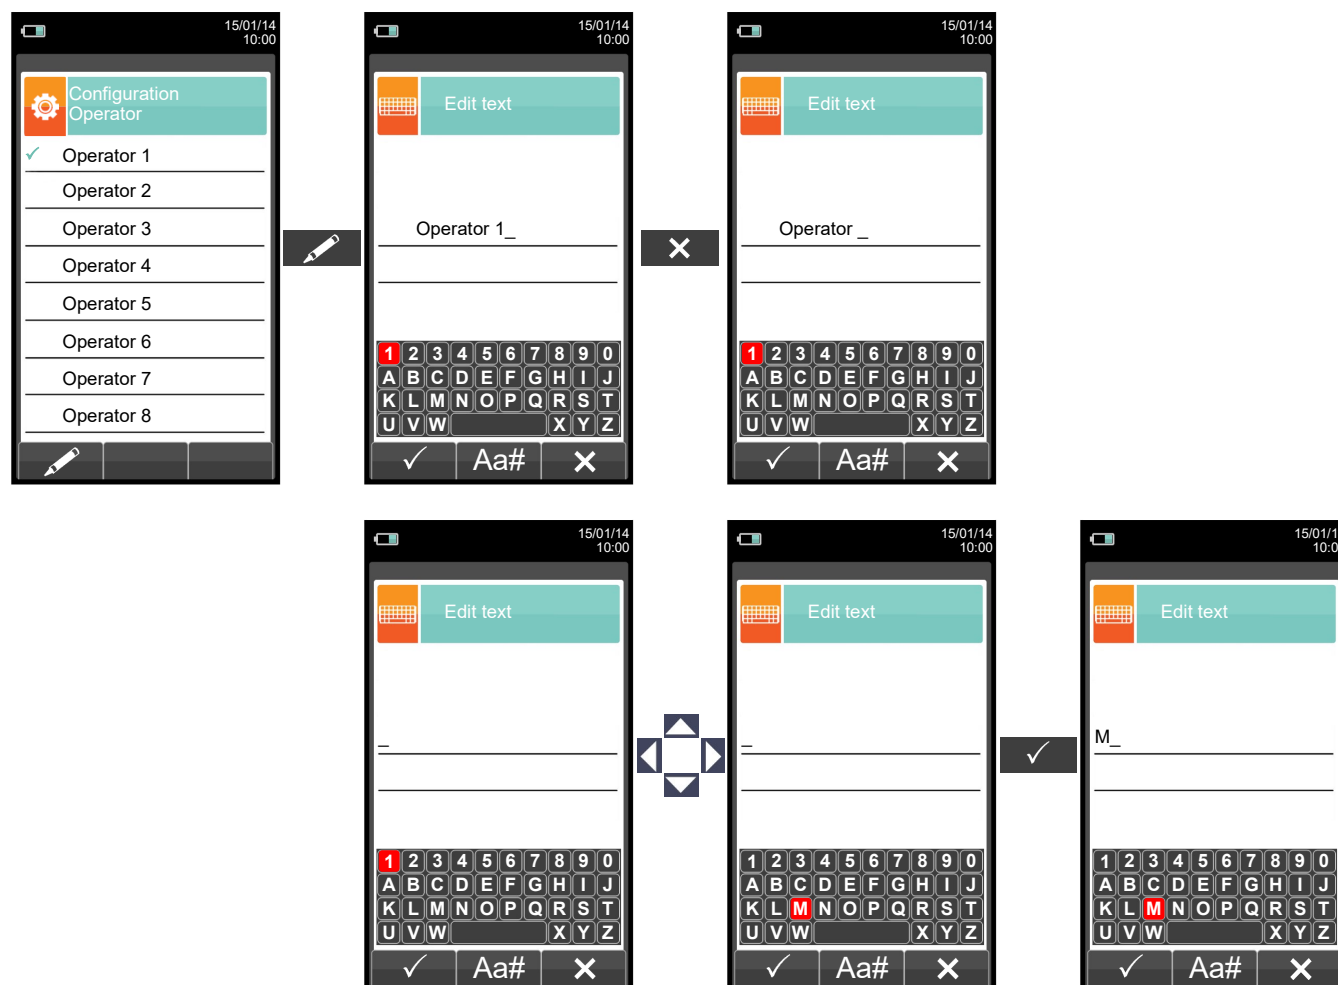 15/01/14
10:00
Configuration
Operator
✓ Operator 1
Operator 2
Operator 3
Operator 4
Operator 5
Operator 6
Operator 7
Operator 8
15/01/14
10:00
Edit text
Operator 1_
1 2 3 4 5 6 7 8 9 0
A B C D E F G H I J
K L M N O P Q R S T
U V W X Y Z
✓ Aa# ✕
✕
15/01/14
10:00
Edit text
Operator _
1 2 3 4 5 6 7 8 9 0
A B C D E F G H I J
K L M N O P Q R S T
U V W X Y Z
✓ Aa# ✕
15/01/14
10:00
Edit text
_
1 2 3 4 5 6 7 8 9 0
A B C D E F G H I J
K L M N O P Q R S T
U V W X Y Z
✓ Aa# ✕
15/01/14
10:00
Edit text
_
1 2 3 4 5 6 7 8 9 0
A B C D E F G H I J
K L M N O P Q R S T
U V W X Y Z
✓ Aa# ✕
✓
15/01/1
10:0
Edit text
M_
1 2 3 4 5 6 7 8 9 0
A B C D E F G H I J
K L M N O P Q R S T
U V W X Y Z
✓ Aa# ✕